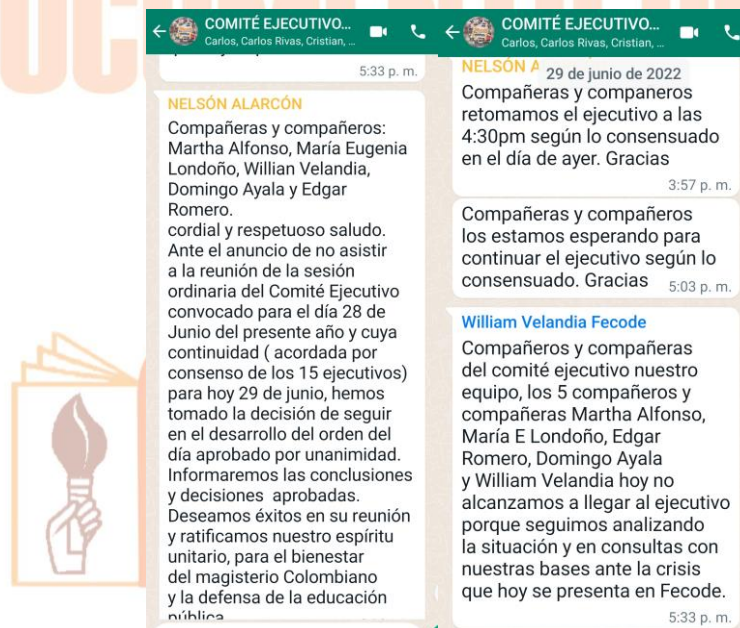 COMITÉ EJECUTIVO...
Carlos, Carlos Rivas, Cristian, ...
5:33 p. m.
NELSÓN ALARCÓN
Compañeras y compañeros:
Martha Alfonso, María Eugenia
Londoño, Willian Velandia,
Domingo Ayala y Edgar
Romero.
cordial y respetuoso saludo.
Ante el anuncio de no asistir
a la reunión de la sesión
ordinaria del Comité Ejecutivo
convocado para el día 28 de
Junio del presente año y cuya
continuidad ( acordada por
consenso de los 15 ejecutivos)
para hoy 29 de junio, hemos
tomado la decisión de seguir
en el desarrollo del orden del
día aprobado por unanimidad.
Informaremos las conclusiones
y decisiones aprobadas.
Deseamos éxitos en su reunión
y ratificamos nuestro espíritu
unitario, para el bienestar
del magisterio Colombiano
y la defensa de la educación
pública
COMITÉ EJECUTIVO...
Carlos, Carlos Rivas, Cristian, ...
NELSÓN A
29 de junio de 2022
Compañeras y companeros
retomamos el ejecutivo a las
4:30pm según lo consensuado
en el día de ayer. Gracias
3:57 p. m.
Compañeras y compañeros
los estamos esperando para
continuar el ejecutivo según lo
consensuado. Gracias
5:03 p. m.
William Velandia Fecode
Compañeros y compañeras
del comité ejecutivo nuestro
equipo, los 5 compañeros y
compañeras Martha Alfonso,
María E Londoño, Edgar
Romero, Domingo Ayala
y William Velandia hoy no
alcanzamos a llegar al ejecutivo
porque seguimos analizando
la situación y en consultas con
nuestras bases ante la crisis
que hoy se presenta en Fecode.
5:33 p. m.